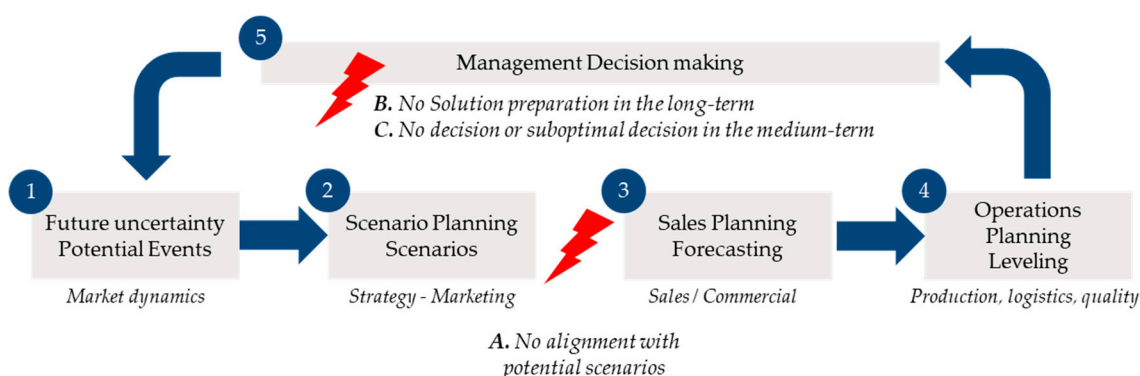 5
Management Decision making
B. No Solution preparation in the long-term
C. No decision or suboptimal decision in the medium-term
1
Future uncertainty
Potential Events
Market dynamics
2
Scenario Planning
Scenarios
Strategy - Marketing
3
Sales Planning
Forecasting
Sales / Commercial
4
Operations
Planning
Leveling
Production, logistics, quality
A. No alignment with
potential scenarios